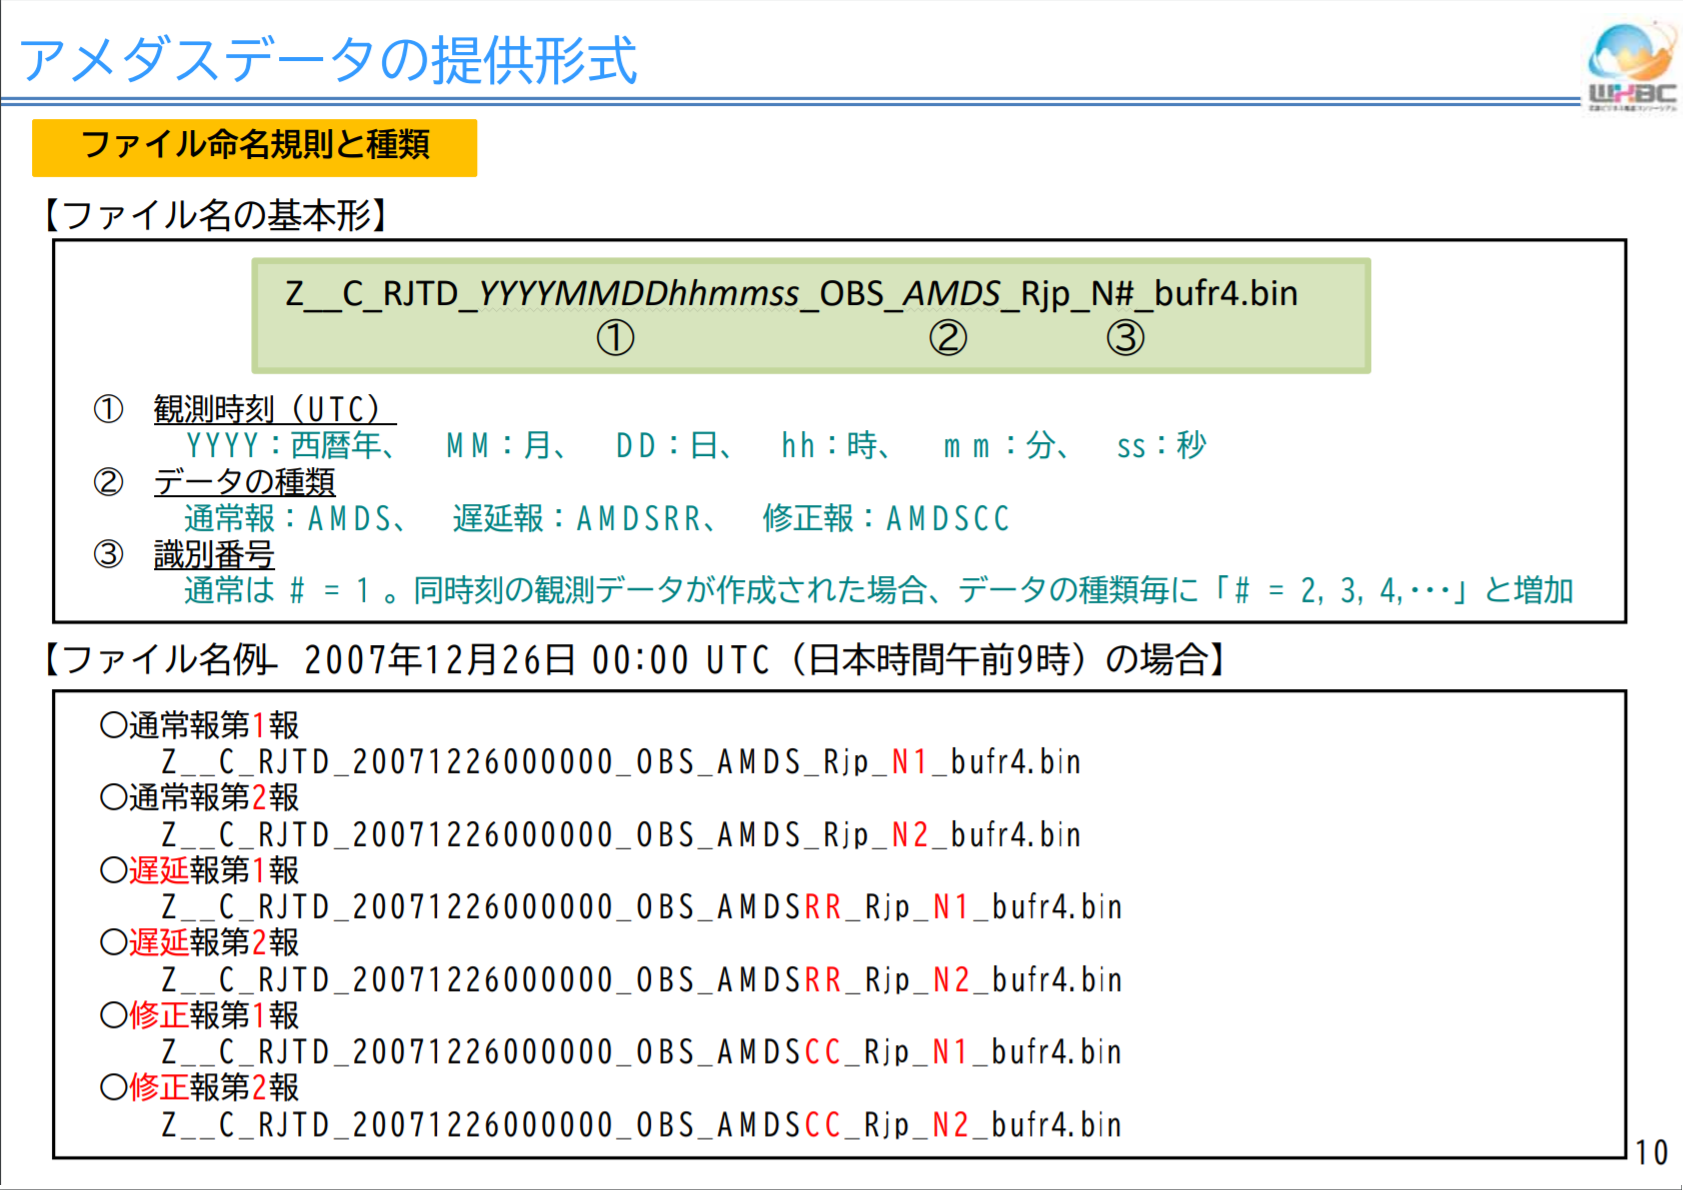 アメダスデータの提供形式
WXBC
ファイル命名規則と種類
【ファイル名の基本形】
Z__C_RJTD_YYYYMMDDhhmmss_OBS_AMDS_Rjp_N#_bufr4.bin
① ② ③
① 観測時刻（UTC）
YYYY：西暦年、 MM：月、 DD：日、 hh：時、 mm：分、 ss：秒
② データの種類
通常報：AMDS、 遅延報：AMDSRR、 修正報：AMDSCC
③ 識別番号
通常は # = 1 。同時刻の観測データが作成された場合、データの種類毎に「# = 2, 3, 4,･･･」と増加
【ファイル名例－ 2007年12月26日 00:00 UTC（日本時間午前9時）の場合】
○通常報第1報
Z__C_RJTD_20071226000000_OBS_AMDS_Rjp_N1_bufr4.bin
○通常報第2報
Z__C_RJTD_20071226000000_OBS_AMDS_Rjp_N2_bufr4.bin
○遅延報第1報
Z__C_RJTD_20071226000000_OBS_AMDSRR_Rjp_N1_bufr4.bin
○遅延報第2報
Z__C_RJTD_20071226000000_OBS_AMDSRR_Rjp_N2_bufr4.bin
○修正報第1報
Z__C_RJTD_20071226000000_OBS_AMDSCC_Rjp_N1_bufr4.bin
○修正報第2報
Z__C_RJTD_20071226000000_OBS_AMDSCC_Rjp_N2_bufr4.bin
10